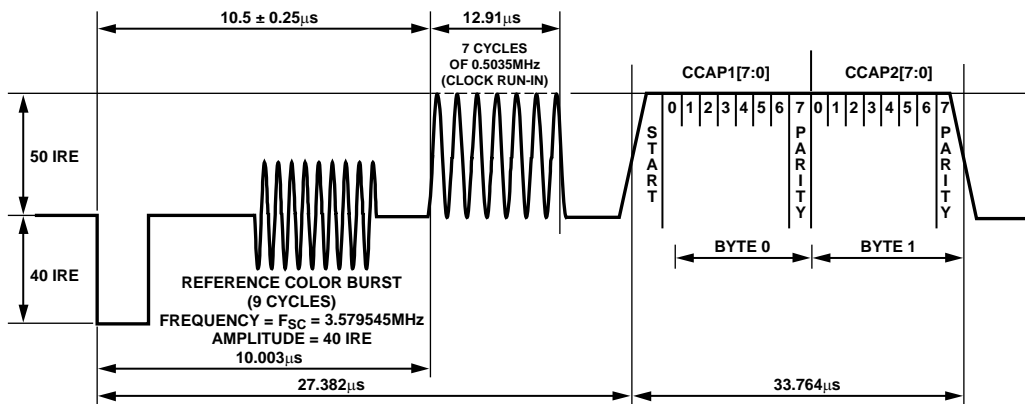 10.5 ± 0.25μs
12.91μs
7 CYCLES
OF 0.5035MHz
(CLOCK RUN-IN)
CCAP1[7:0]
CCAP2[7:0]
0 1 2 3 4 5 6 7 0 1 2 3 4 5 6 7
START
PARITY
PARITY
50 IRE
40 IRE
BYTE 0
BYTE 1
REFERENCE COLOR BURST
(9 CYCLES)
FREQUENCY = FSC = 3.579545MHz
AMPLITUDE = 40 IRE
10.003μs
27.382μs
33.764μs